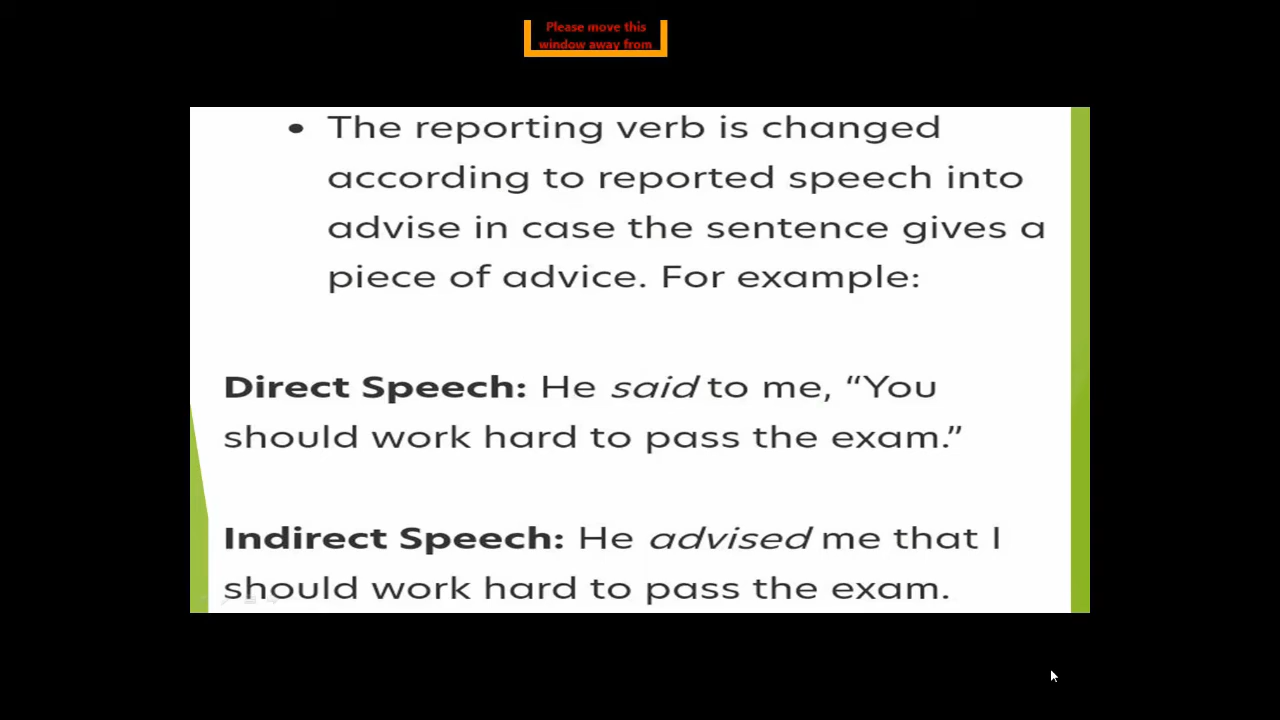 Please move this
window away from
• The reporting verb is changed
according to reported speech into
advise in case the sentence gives a
piece of advice. For example:
Direct Speech: He said to me, “You
should work hard to pass the exam.”
Indirect Speech: He advised me that I
should work hard to pass the exam.